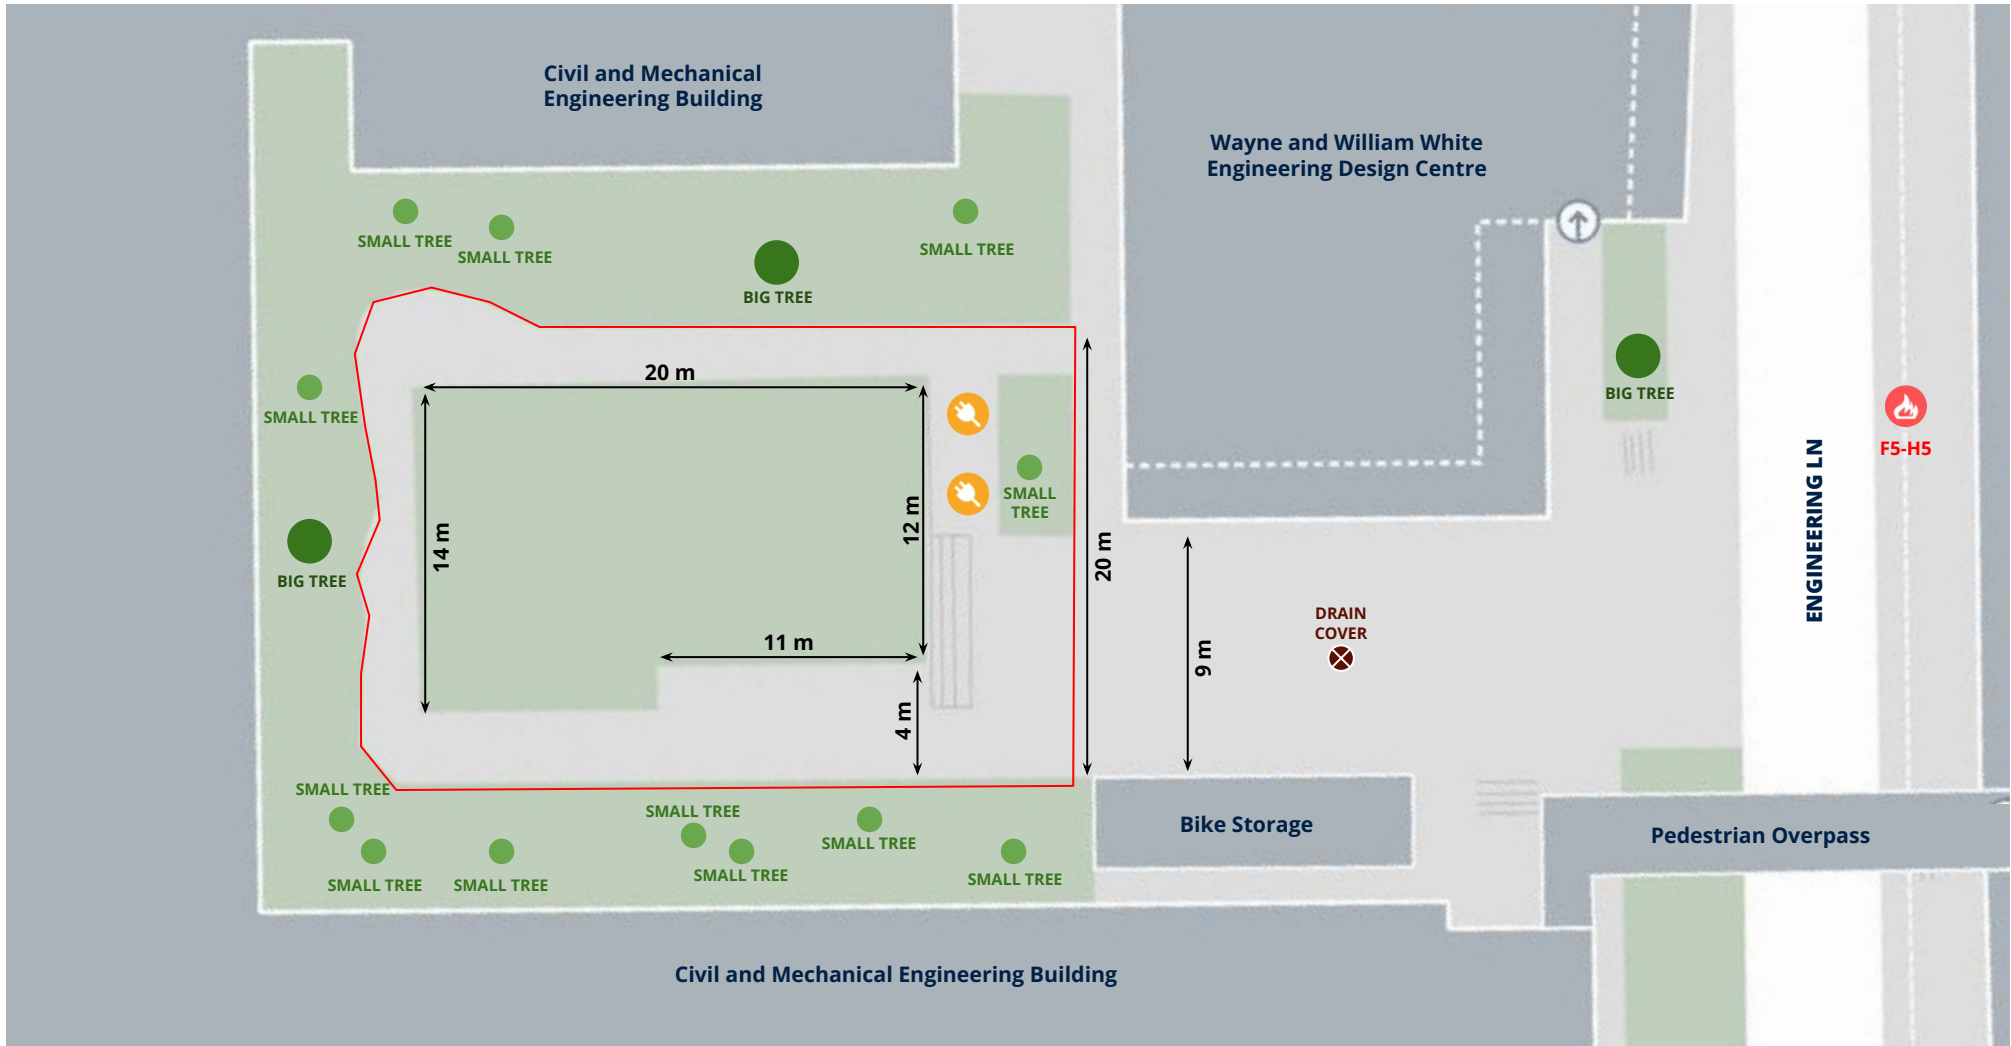 Civil and Mechanical
Engineering Building
Wayne and William White
Engineering Design Centre
SMALL TREE
SMALL TREE
SMALL TREE
BIG TREE
20 m
SMALL TREE
BIG TREE
14 m
12 m
SMALL
TREE
20 m
BIG TREE
F5-H5
ENGINEERING LN
11 m
4 m
9 m
DRAIN
COVER
BIG TREE
SMALL TREE
SMALL TREE
SMALL TREE
SMALL TREE
SMALL TREE
SMALL TREE
SMALL TREE
Bike Storage
Pedestrian Overpass
Civil and Mechanical Engineering Building